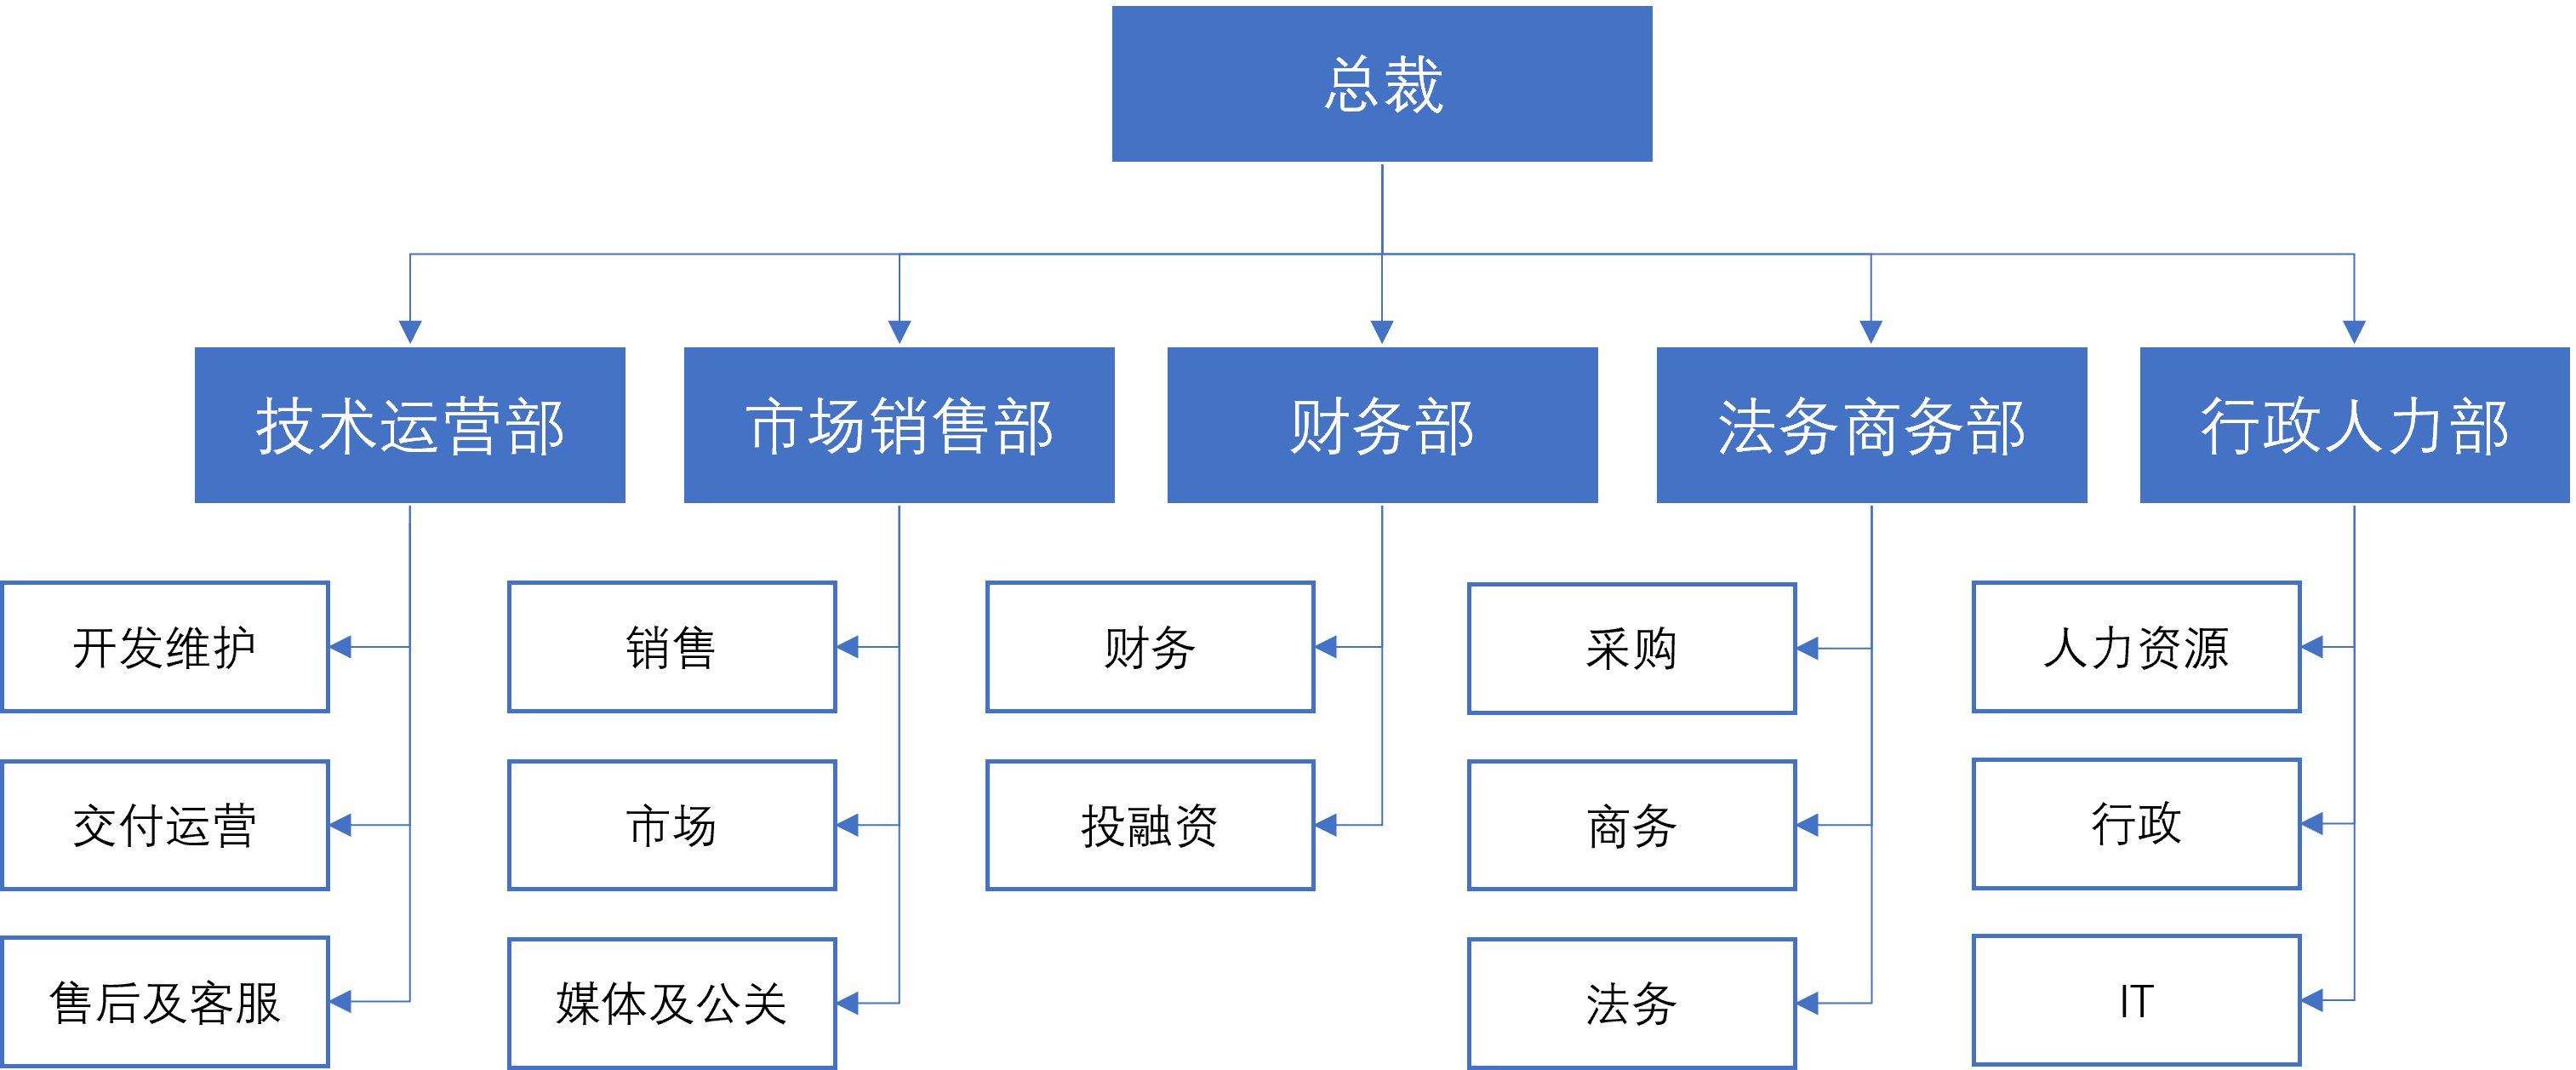 总裁
技术运营部
市场销售部
财务部
法务商务部
行政人力部
开发维护
销售
财务
采购
人力资源
交付运营
市场
投融资
商务
行政
售后及客服
媒体及公关
法务
IT